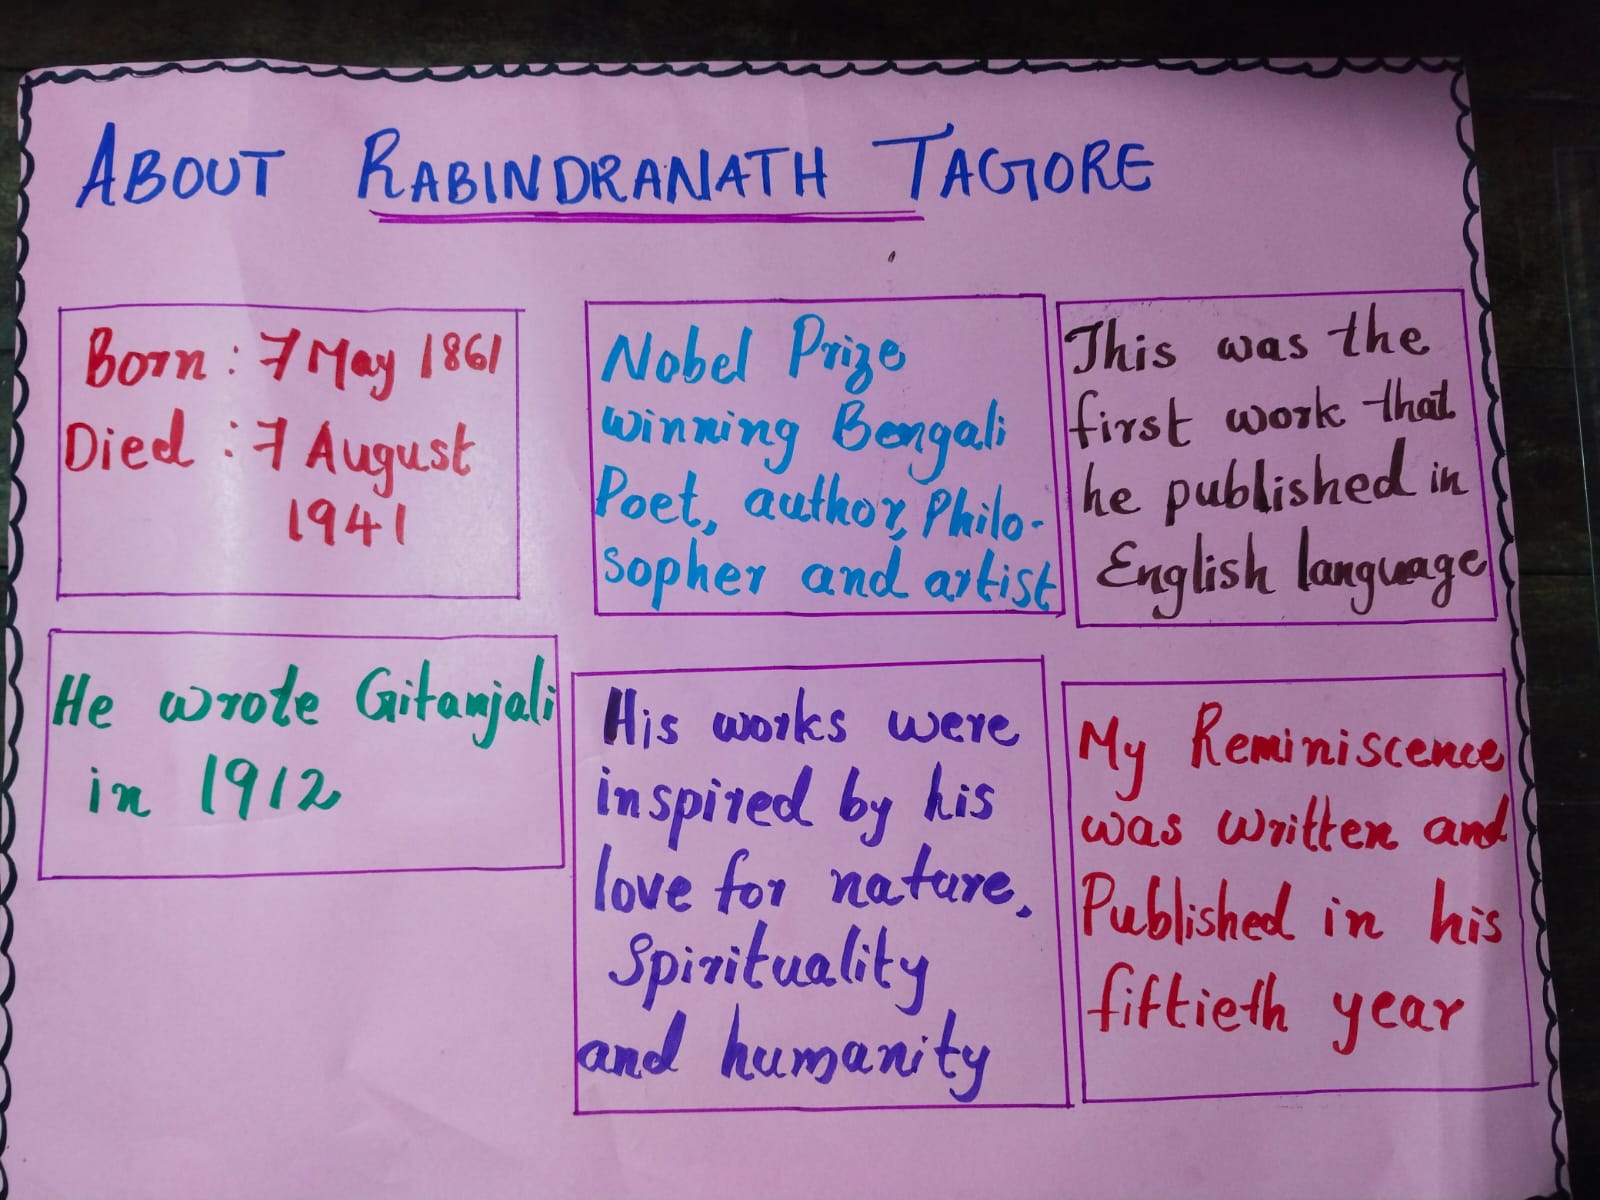 ABOUT RABINDRANATH TAGORE
Born : 7 May 1861
Died : 7 August
1941
Nobel Prize
winning Bengali
Poet, author, Philo-
sopher and artist
This was the
first work that
he published in
English language
He wrote Gitanjali
in 1912
His works were
inspired by his
love for nature,
Spirituality
and humanity
My Reminiscence
was written and
Published in his
fiftieth year